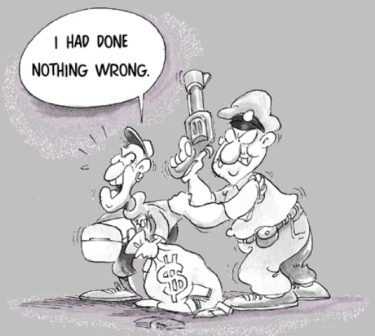 I HAD DONE
NOTHING WRONG.
$